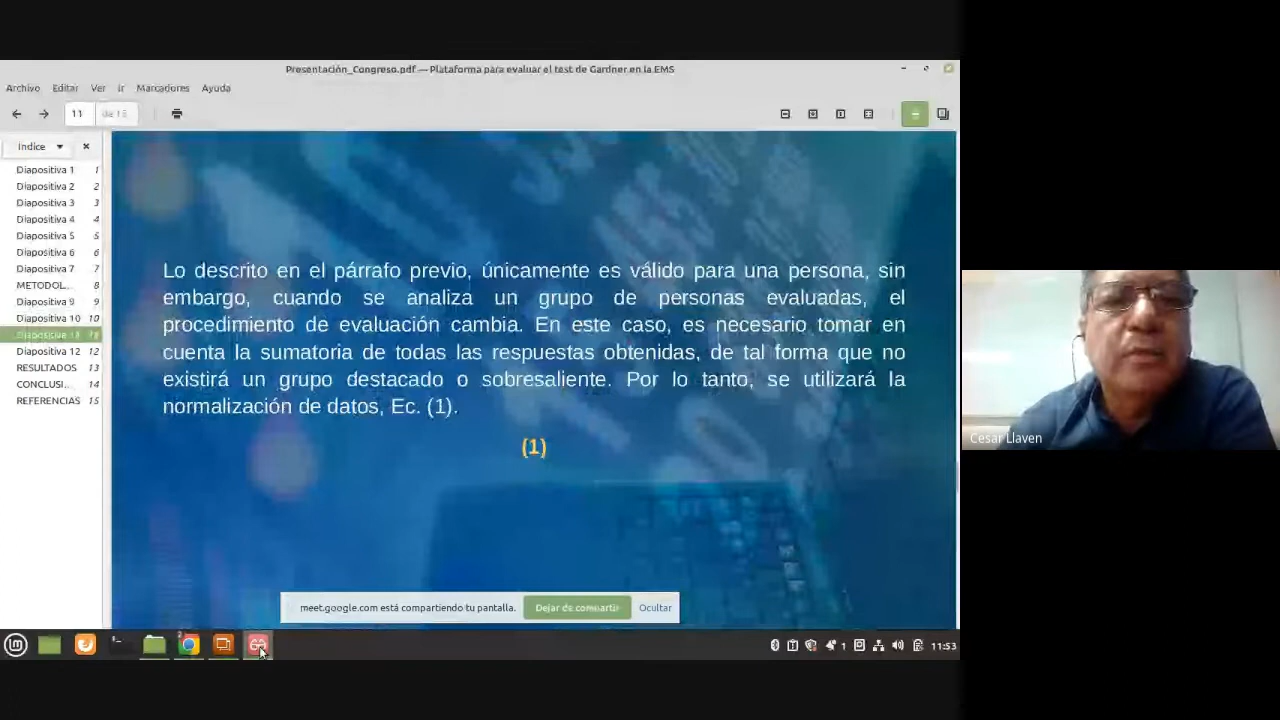 Presentación_Congreso.pdf — Plataforma para evaluar el test de Gardner en la EMS
Archivo Editar Ver Ir Marcadores Ayuda
11 de 15
Indice
Diapositiva 1 1
Diapositiva 2 2
Diapositiva 3 3
Diapositiva 4 4
Diapositiva 5 5
Diapositiva 6 6
Diapositiva 7 7
METODOL... 8
Diapositiva 9 9
Diapositiva 10 10
Diapositiva 11 11
Diapositiva 12 12
RESULTADOS 13
CONCLUSI... 14
REFERENCIAS 15
Lo descrito en el párrafo previo, únicamente es válido para una persona, sin
embargo, cuando se analiza un grupo de personas evaluadas, el
procedimiento de evaluación cambia. En este caso, es necesario tomar en
cuenta la sumatoria de todas las respuestas obtenidas, de tal forma que no
existirá un grupo destacado o sobresaliente. Por lo tanto, se utilizará la
normalización de datos, Ec. (1).
(1)
Cesar Llaven
meet.google.com está compartiendo tu pantalla. Dejar de compartir Ocultar
1 11:53